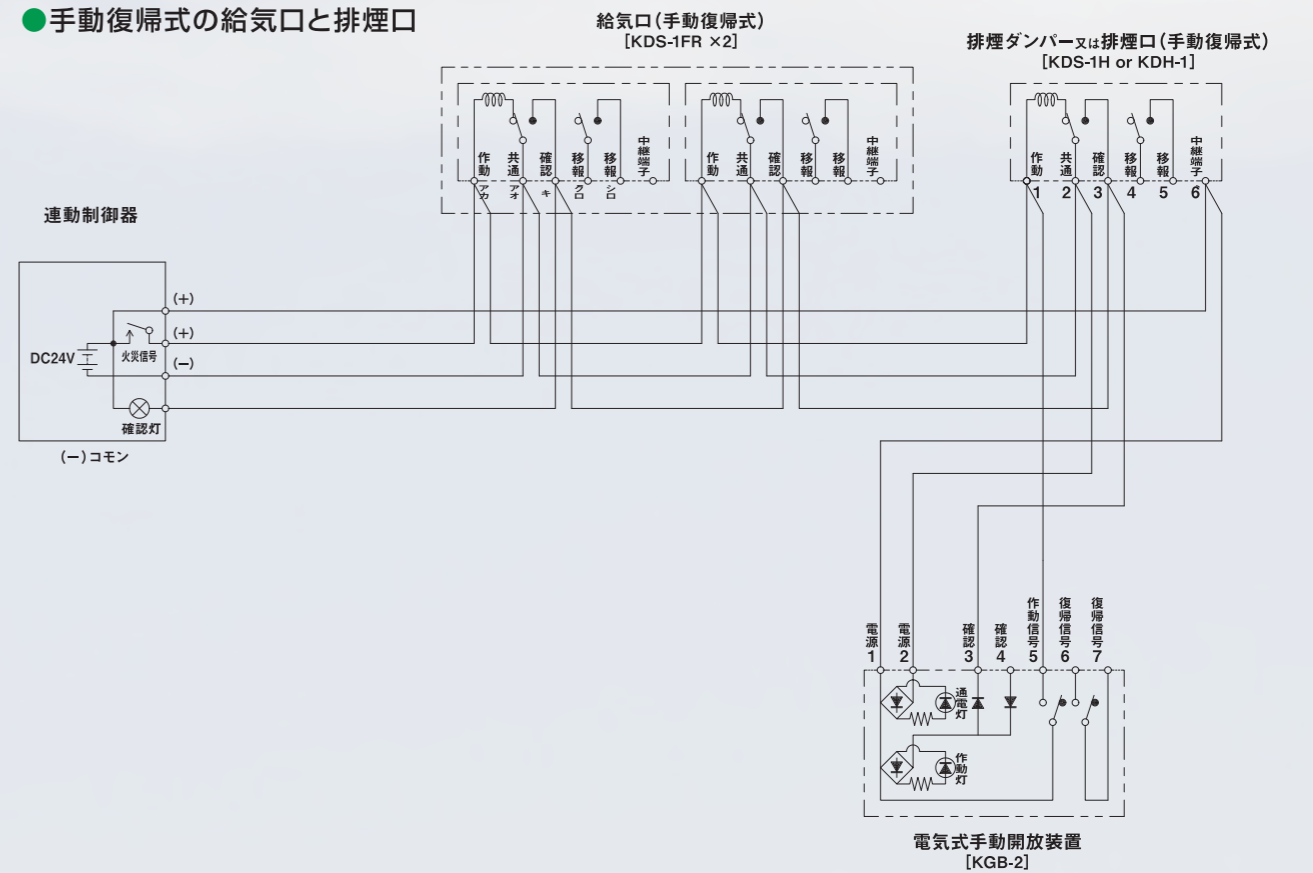 ●手動復帰式の給気口と排煙口
給気口(手動復帰式)
[KDS-1FR ×2]
排煙ダンパー又は排煙口(手動復帰式)
[KDS-1H or KDH-1]
作動
共通
確認
移報
移報
中継端子
アカ
アオ
キ
クロ
シロ
作動
共通
確認
移報
移報
中継端子
作動
共通
確認
移報
移報
中継端子
1 2 3 4 5 6
連動制御器
(+)
(+)
(−)
DC24V
火災信号
確認灯
(−)コモン
電源 1
電源 2
確認 3
確認 4
作動信号 5
復帰信号 6
復帰信号 7
通電灯
作動灯
電気式手動開放装置
[KGB-2]